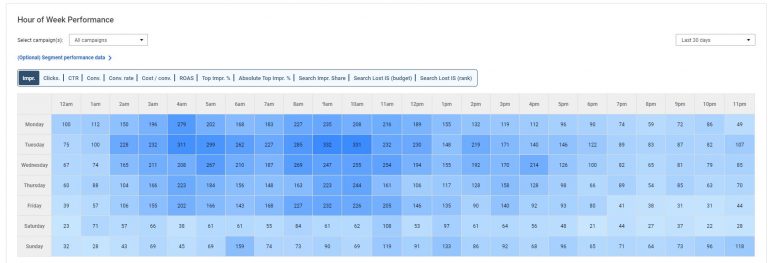 Hour of Week Performance
Select campaign(s): All campaigns Last 30 days
(Optional) Segment performance data
Impr. Clicks. CTR Conv. Conv. rate Cost / conv. ROAS Top Impr. % Absolute Top Impr. % Search Impr. Share Search Lost IS (budget) Search Lost IS (rank)
12am 1am 2am 3am 4am 5am 6am 7am 8am 9am 10am 11am 12pm 1pm 2pm 3pm 4pm 5pm 6pm 7pm 8pm 9pm 10pm 11pm
Monday 100 112 150 196 279 202 168 183 227 235 208 216 189 155 132 119 112 96 90 74 59 72 86 49
Tuesday 75 100 228 232 311 299 262 227 285 332 331 232 230 148 219 171 140 146 122 89 83 87 82 107
Wednesday 67 74 165 211 208 267 210 187 269 247 255 204 194 155 192 170 214 126 100 82 65 81 79 85
Thursday 60 88 104 166 223 184 156 148 163 223 244 161 106 117 128 158 128 98 66 89 54 85 63 70
Friday 39 57 106 155 202 166 143 168 227 232 226 205 146 135 90 140 92 93 80 41 38 31 31 44
Saturday 23 71 57 66 38 61 61 55 84 61 62 108 53 97 61 64 56 48 21 44 27 37 22 28
Sunday 32 28 43 69 45 69 159 74 73 90 69 119 91 133 86 92 68 96 65 71 64 73 96 118